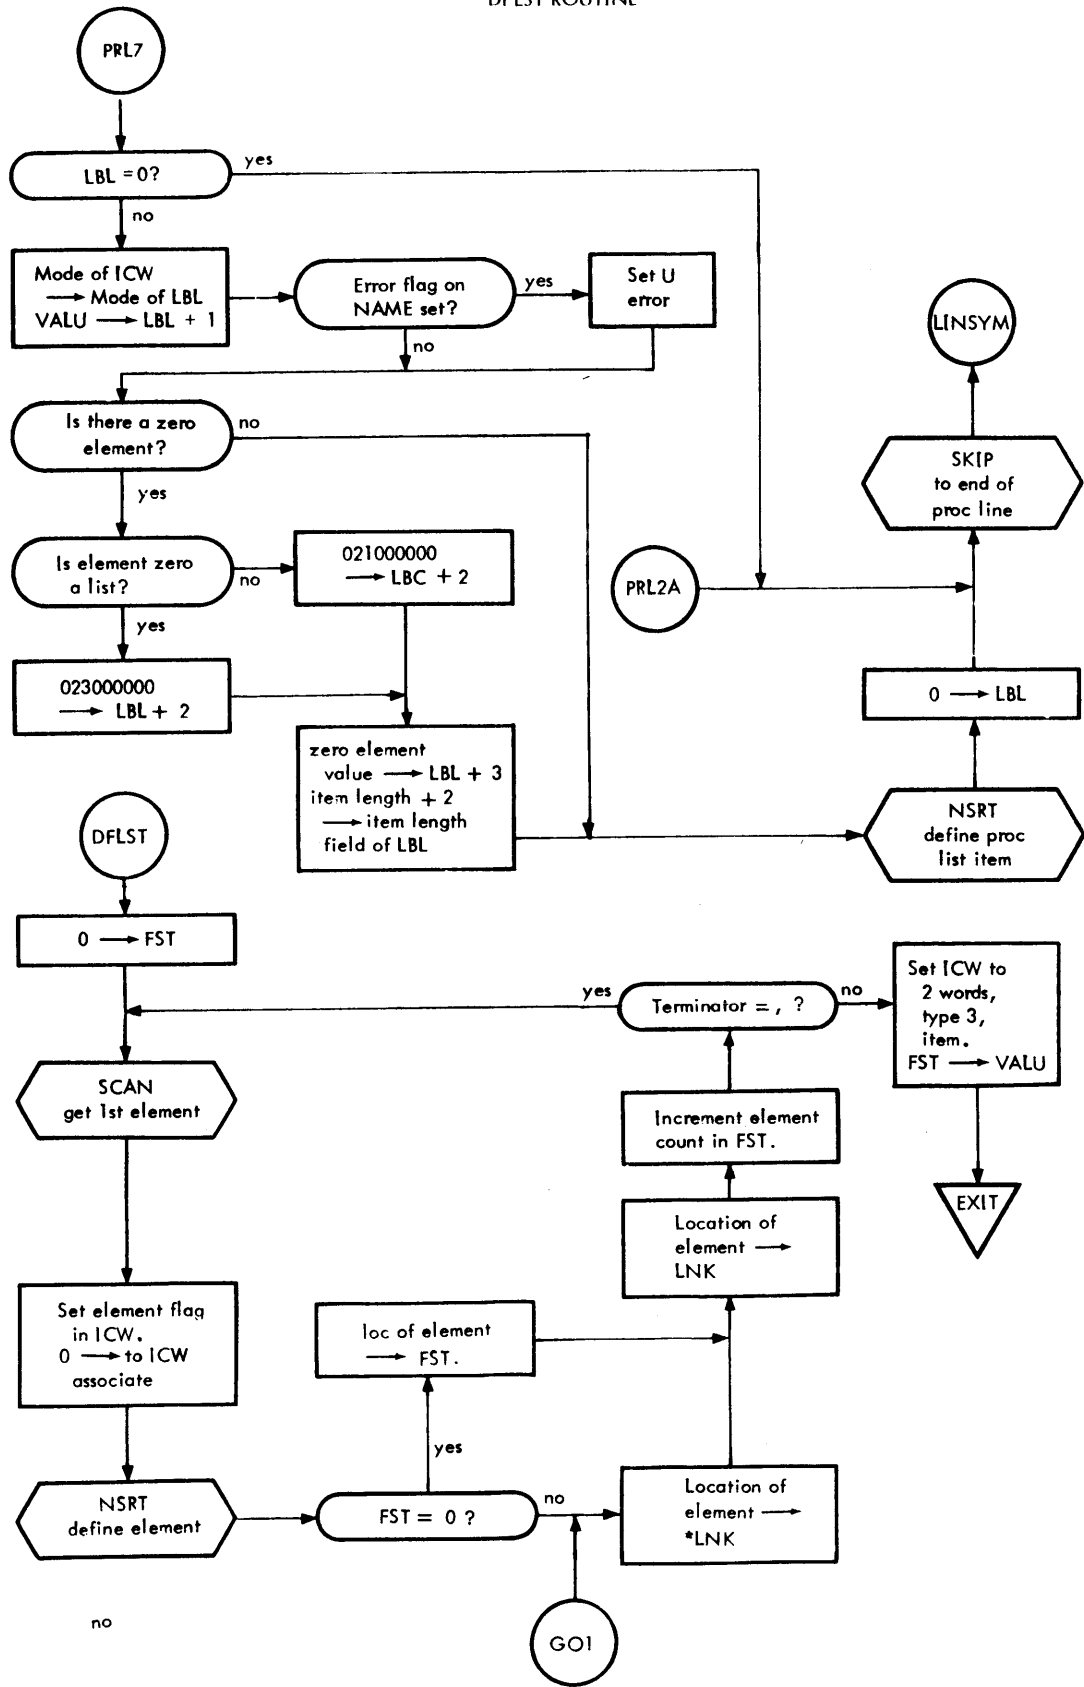 DFLST ROUTINE
PRL7
LBL = 0?
yes
no
Mode of ICW
→ Mode of LBL
VALU → LBL + 1
Error flag on
NAME set?
yes
no
Set U
error
LINSYM
Is there a zero
element?
no
yes
SKIP
to end of
proc line
Is element zero
a list?
no
yes
021000000
→ LBC + 2
PRL2A
023000000
→ LBL + 2
0 → LBL
zero element
value → LBL + 3
item length + 2
→ item length
field of LBL
NSRT
define proc
list item
DFLST
0 → FST
yes
Terminator = , ?
no
Set ICW to
2 words,
type 3,
item.
FST → VALU
SCAN
get 1st element
Increment element
count in FST.
Location of
element →
LNK
EXIT
Set element flag
in ICW.
0 → to ICW
associate
loc of element
→ FST.
yes
NSRT
define element
FST = 0 ?
no
Location of
element →
*LNK
no
GO1